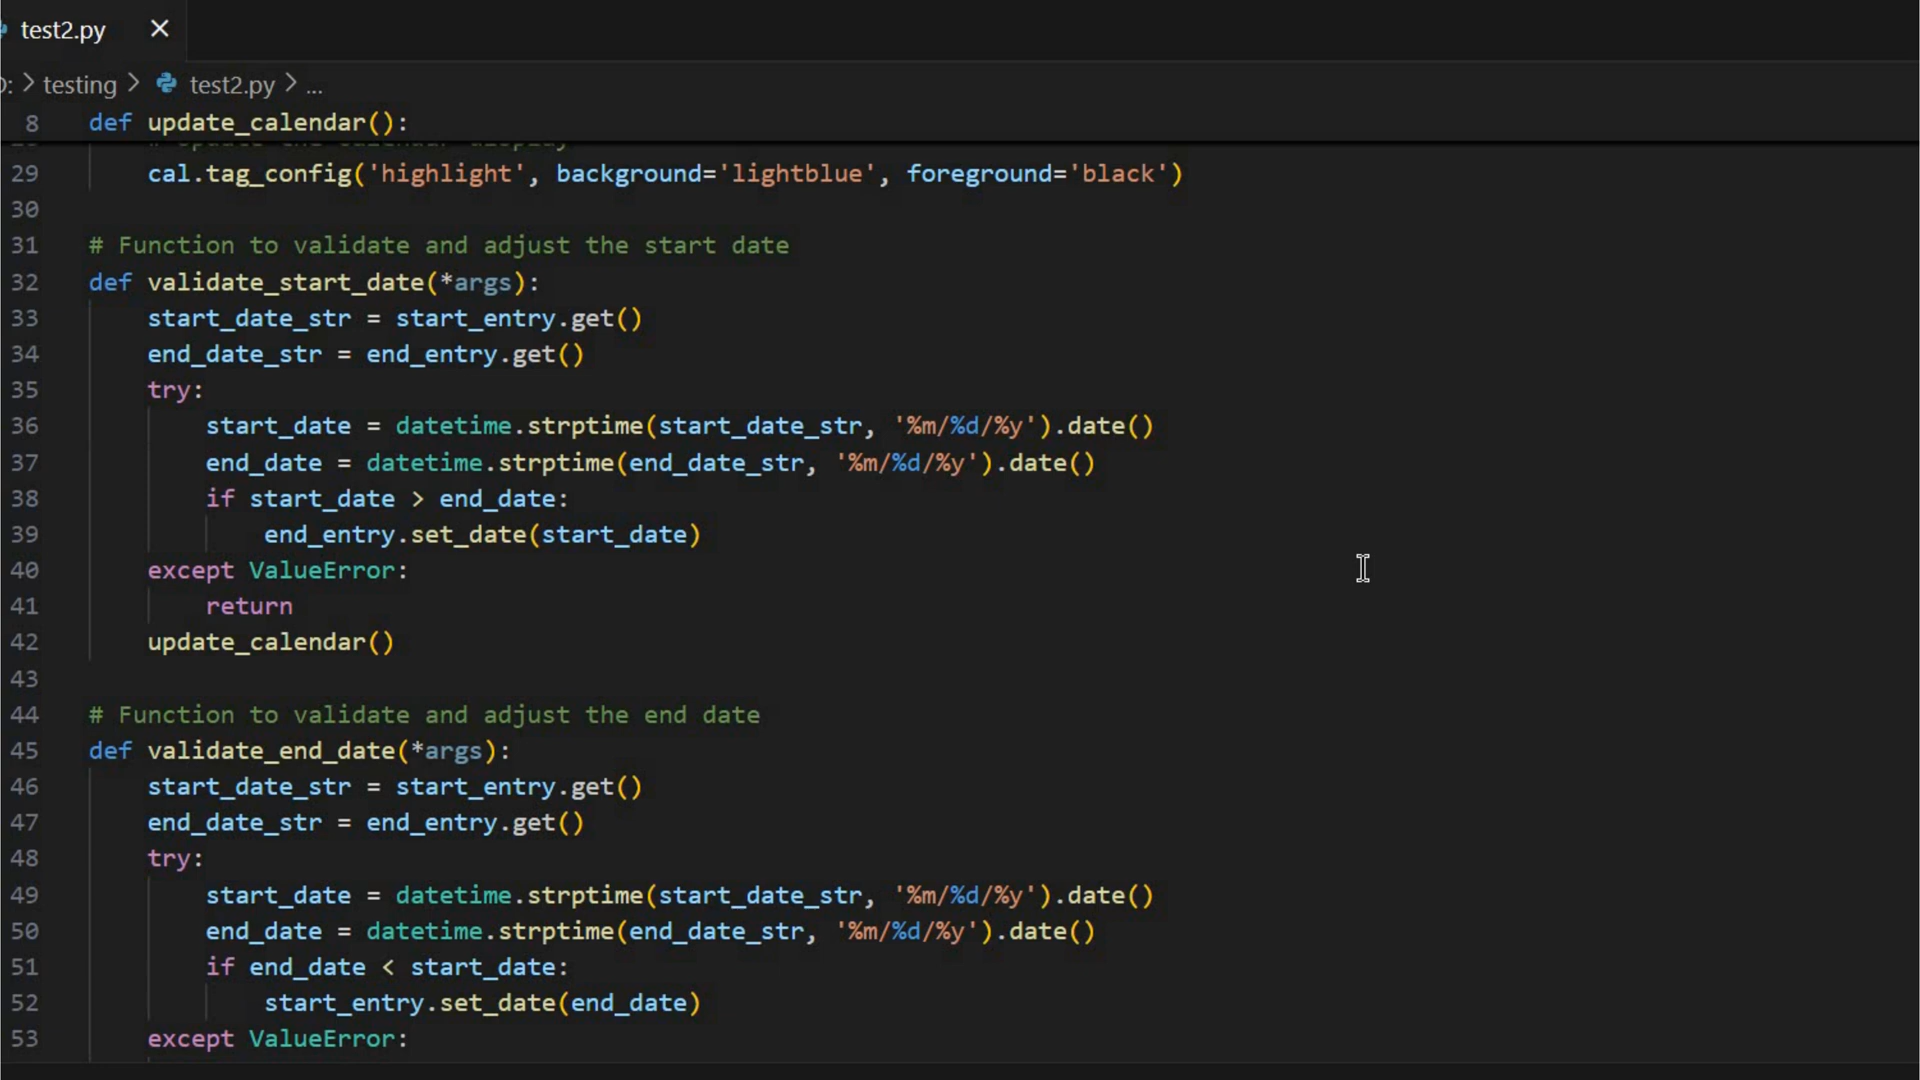 test2.py
: > testing > test2.py > ...
8 def update_calendar():
29 cal.tag_config('highlight', background='lightblue', foreground='black')
30
31 # Function to validate and adjust the start date
32 def validate_start_date(*args):
33 start_date_str = start_entry.get()
34 end_date_str = end_entry.get()
35 try:
36 start_date = datetime.strptime(start_date_str, '%m/%d/%y').date()
37 end_date = datetime.strptime(end_date_str, '%m/%d/%y').date()
38 if start_date > end_date:
39 end_entry.set_date(start_date)
40 except ValueError:
41 return
42 update_calendar()
43
44 # Function to validate and adjust the end date
45 def validate_end_date(*args):
46 start_date_str = start_entry.get()
47 end_date_str = end_entry.get()
48 try:
49 start_date = datetime.strptime(start_date_str, '%m/%d/%y').date()
50 end_date = datetime.strptime(end_date_str, '%m/%d/%y').date()
51 if end_date < start_date:
52 start_entry.set_date(end_date)
53 except ValueError: